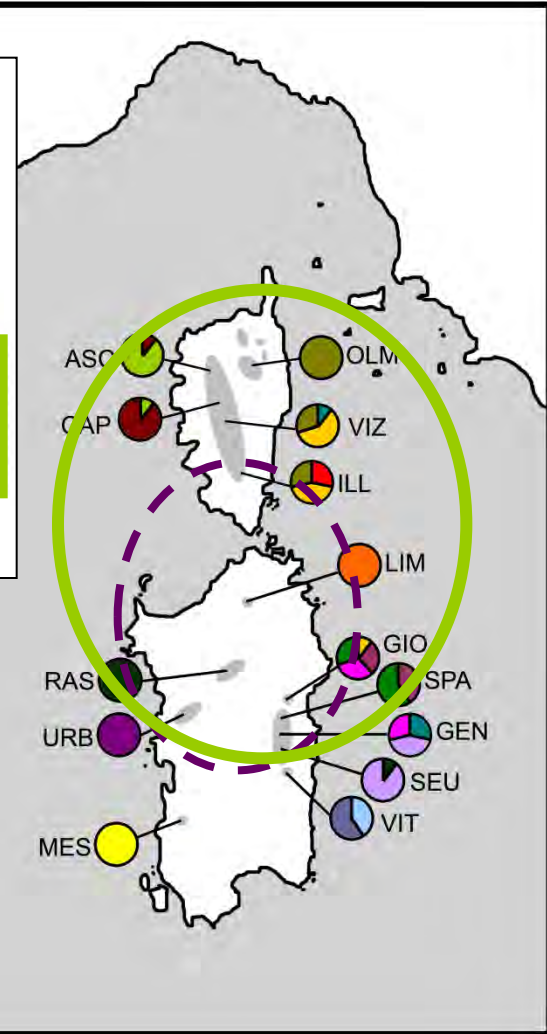 ASC
OLM
CAP
VIZ
ILL
LIM
GIO
RAS
SPA
URB
GEN
SEU
VIT
MES